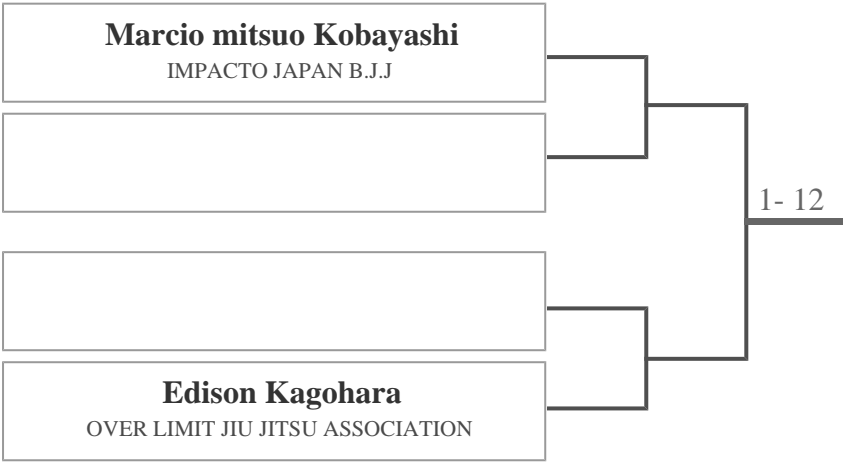 Marcio mitsuo Kobayashi
IMPACTO JAPAN B.J.J
1- 12
Edison Kagohara
OVER LIMIT JIU JITSU ASSOCIATION